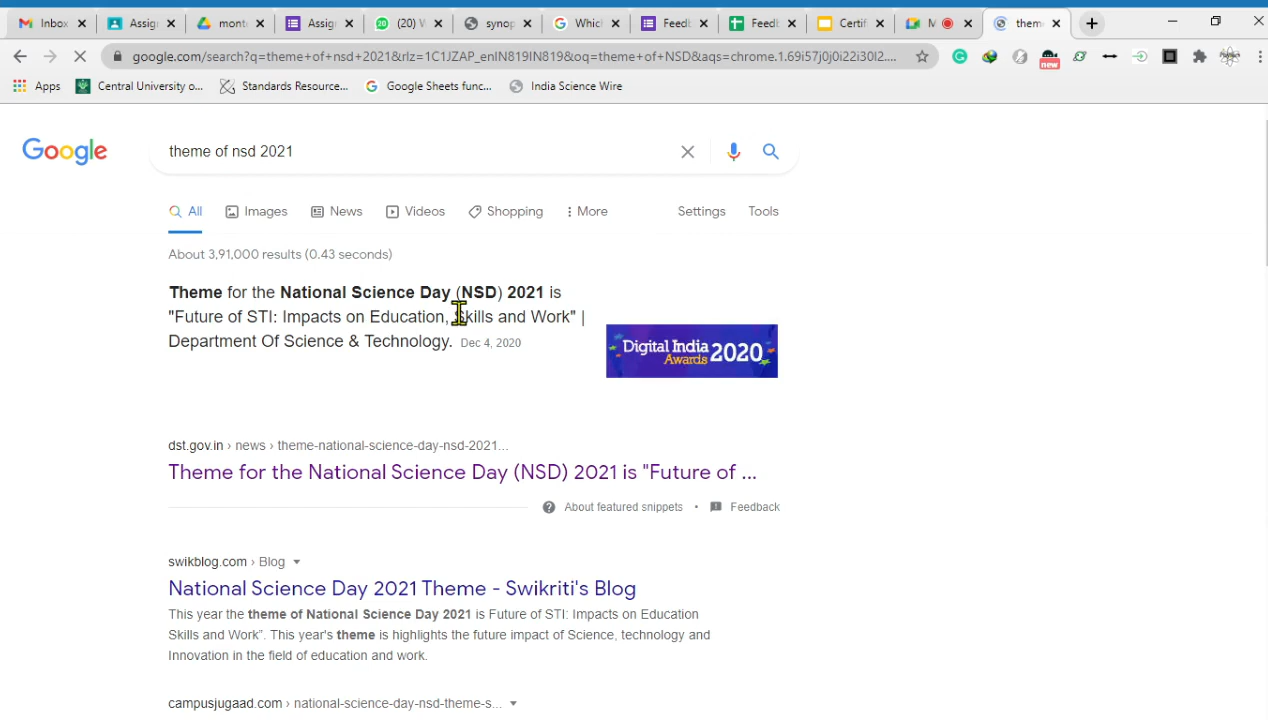 Inbox
Assign
mont
Assign
(20) W
synop
Which
Feedb
Feedb
Certif
M
them
google.com/search?q=theme+of+nsd+2021&rlz=1C1JZAP_enIN819IN819&oq=theme+of+NSD&aqs=chrome.1.69i57j0j0i22i30l2....
new
Apps
Central University o...
Standards Resource...
Google Sheets func...
India Science Wire
Google
theme of nsd 2021
All Images News Videos Shopping More Settings Tools
About 3,91,000 results (0.43 seconds)
Theme for the National Science Day (NSD) 2021 is
"Future of STI: Impacts on Education, Skills and Work" |
Department Of Science & Technology. Dec 4, 2020
Digital India
Awards 2020
dst.gov.in › news › theme-national-science-day-nsd-2021...
Theme for the National Science Day (NSD) 2021 is "Future of ...
About featured snippets • Feedback
swikblog.com › Blog
National Science Day 2021 Theme - Swikriti's Blog
This year the theme of National Science Day 2021 is Future of STI: Impacts on Education
Skills and Work”. This year's theme is highlights the future impact of Science, technology and
Innovation in the field of education and work.
campusjugaad.com › national-science-day-nsd-theme-s...